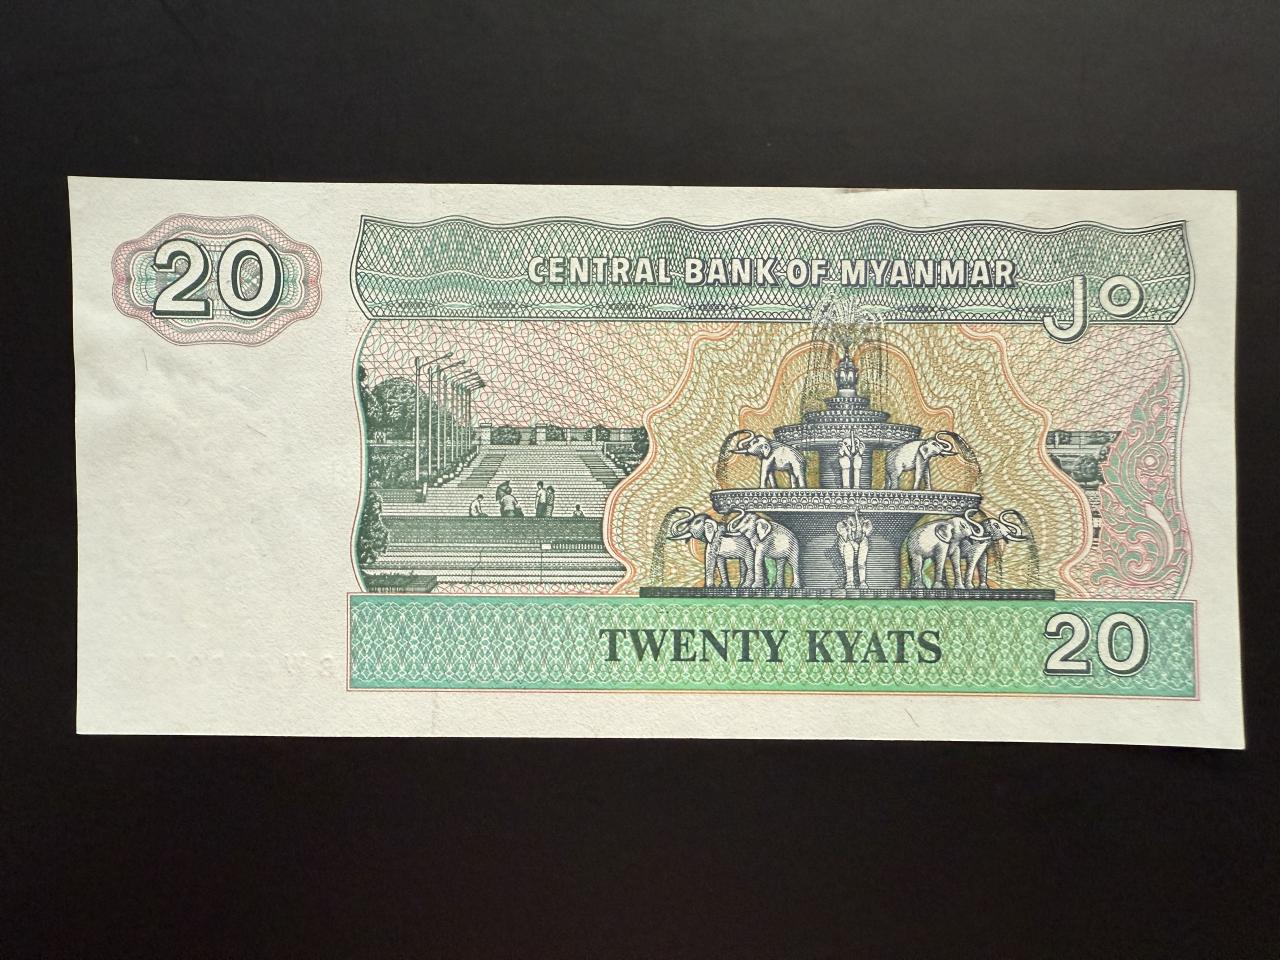 20
CENTRAL BANK OF MYANMAR
၂၀
TWENTY KYATS
20